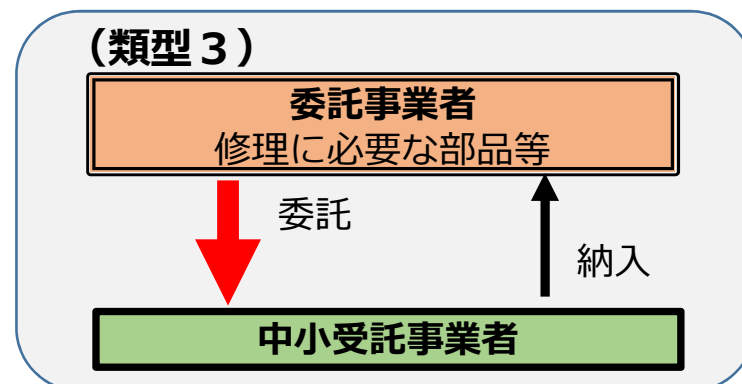 （類型３）
委託事業者
修理に必要な部品等
委託
納入
中小受託事業者